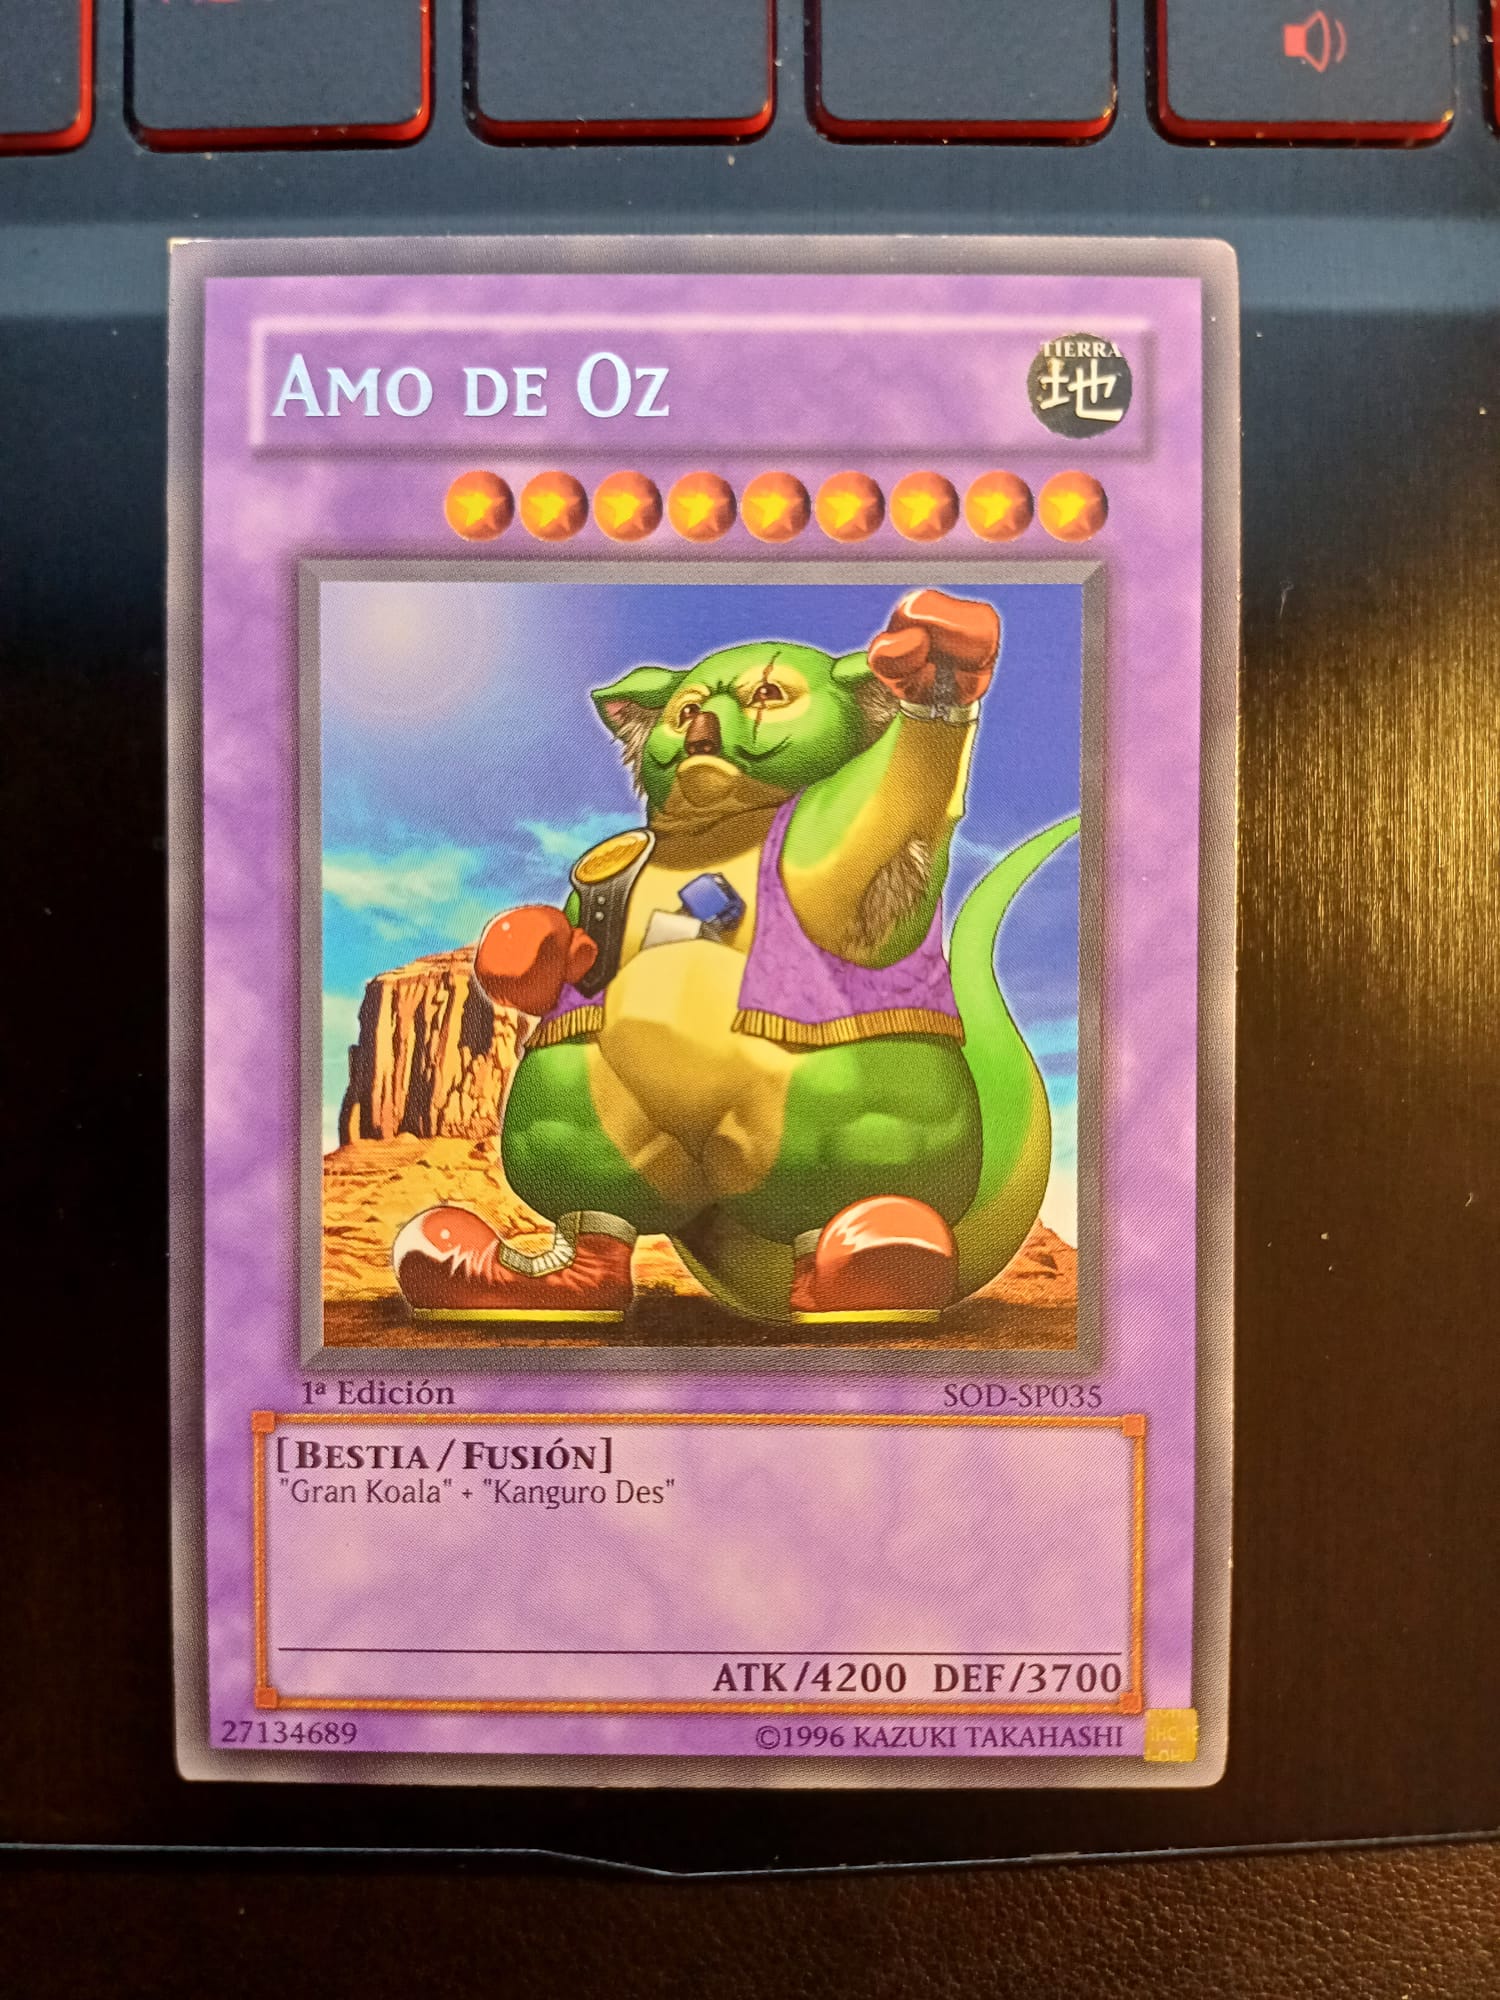 Amo de Oz
TIERRA
地
1ª Edición
SOD-SP035
[Bestia/Fusión]
"Gran Koala" + "Kanguro Des"
ATK/4200 DEF/3700
27134689
©1996 KAZUKI TAKAHASHI